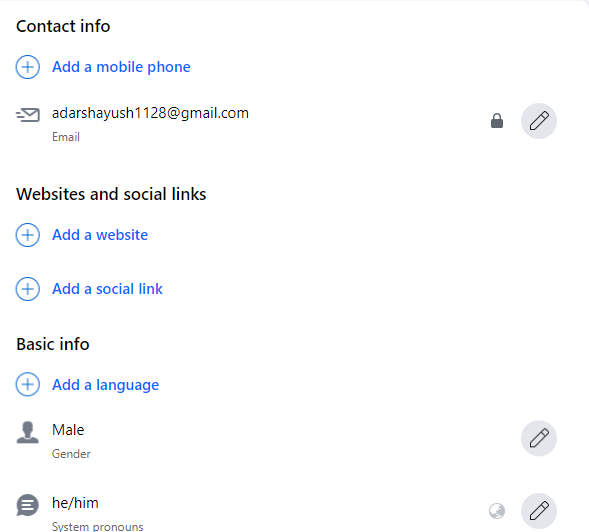 Contact info
Add a mobile phone
adarshayush1128@gmail.com
Email
Websites and social links
Add a website
Add a social link
Basic info
Add a language
Male
Gender
he/him
System pronouns